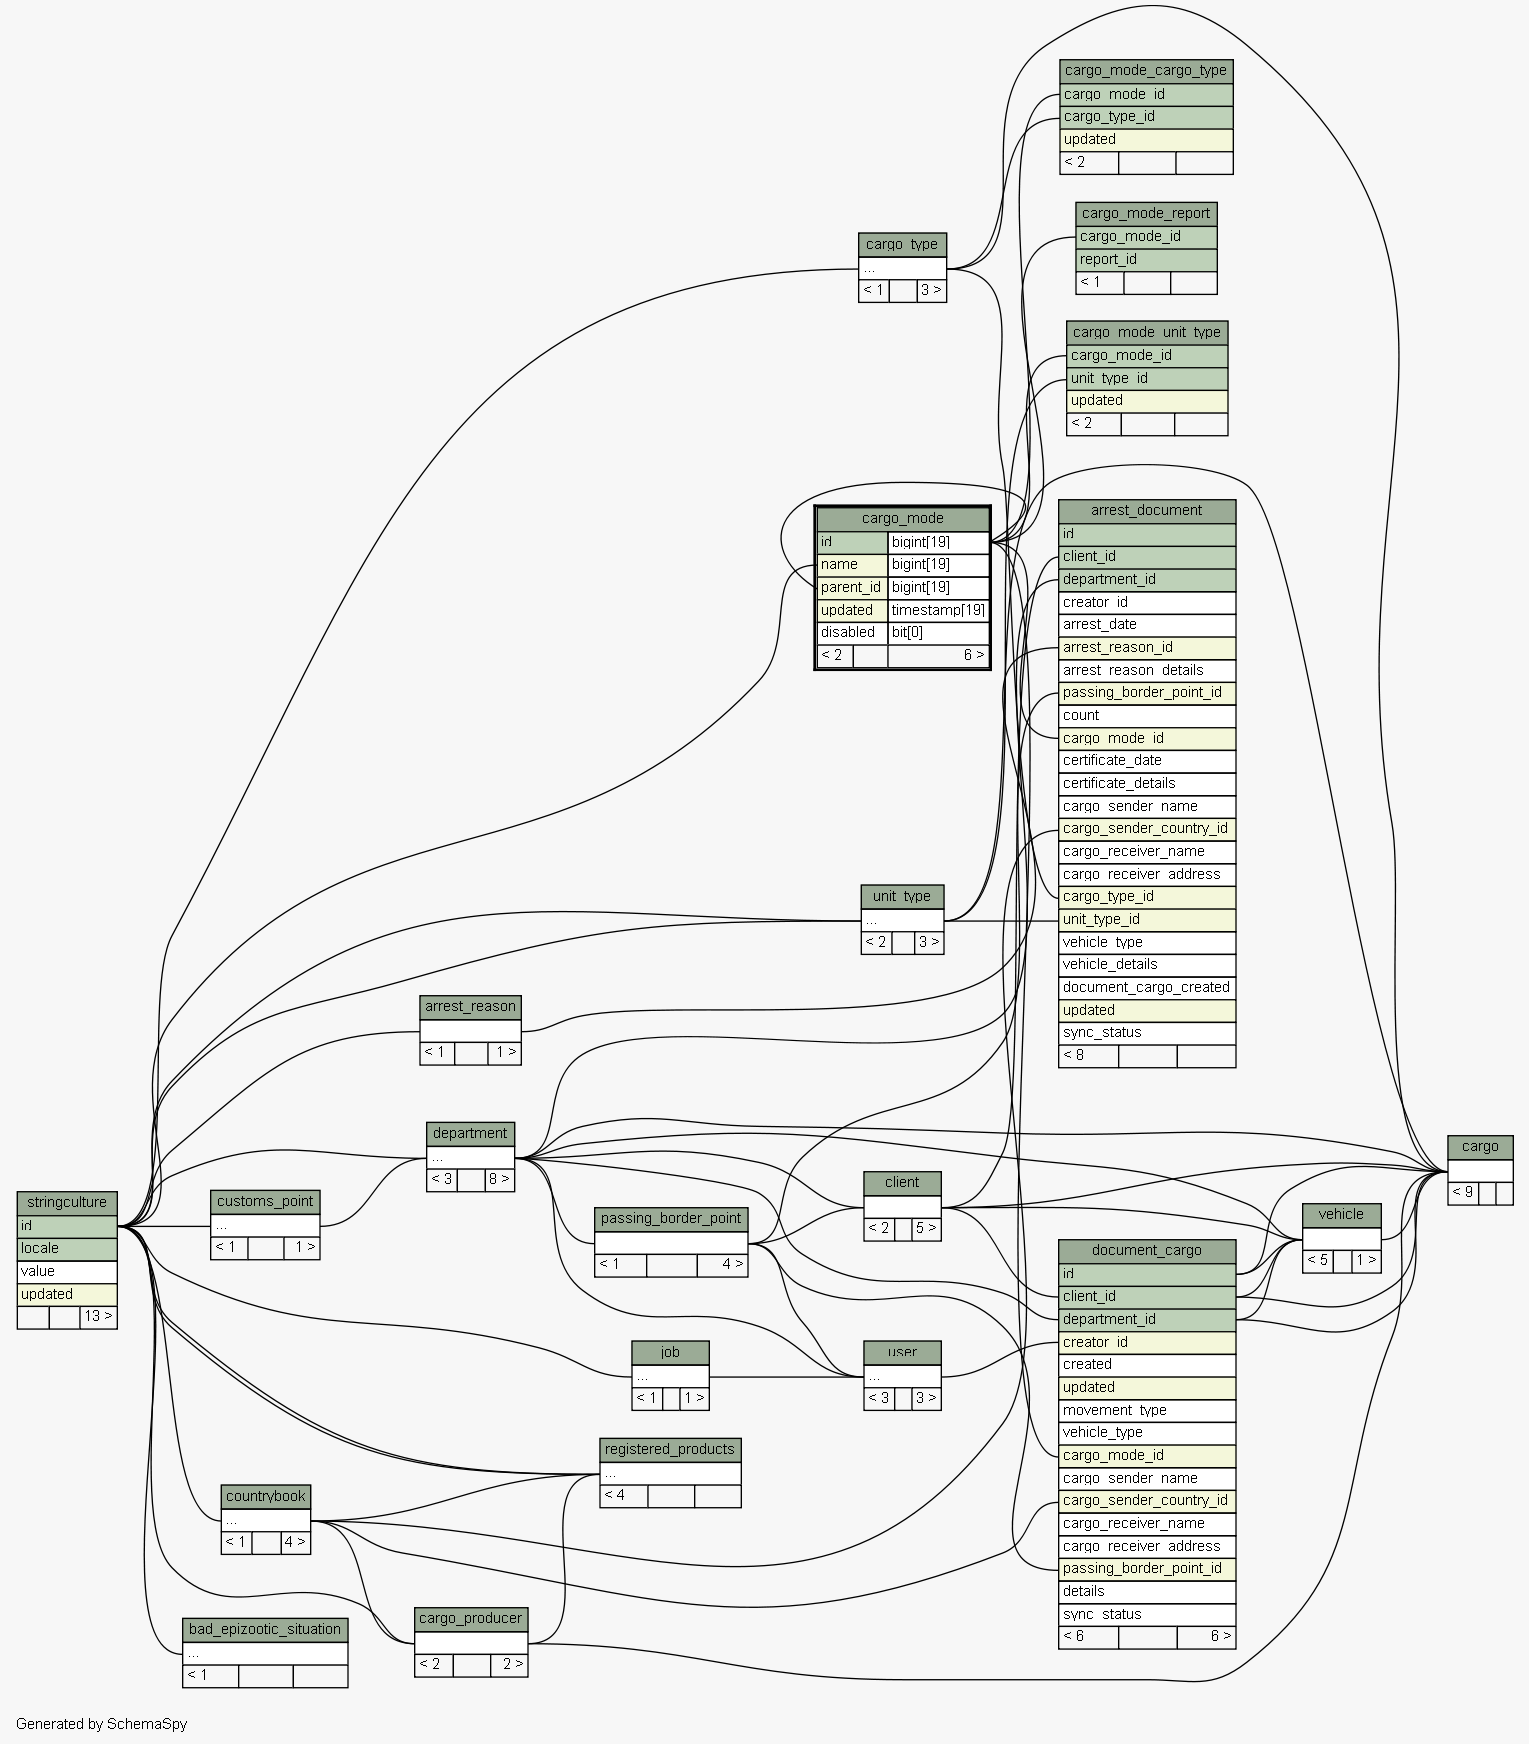 cargo_mode_cargo_type
cargo_mode_id
cargo_type_id
updated
< 2
cargo_mode_report
cargo_mode_id
report_id
< 1
cargo_type
...
< 1 3 >
cargo_mode_unit_type
cargo_mode_id
unit_type_id
updated
< 2
cargo_mode
id bigint[19]
name bigint[19]
parent_id bigint[19]
updated timestamp[19]
disabled bit[0]
< 2 6 >
arrest_document
id
client_id
department_id
creator_id
arrest_date
arrest_reason_id
arrest_reason_details
passing_border_point_id
count
cargo_mode_id
certificate_date
certificate_details
cargo_sender_name
cargo_sender_country_id
cargo_receiver_name
cargo_receiver_address
cargo_type_id
unit_type_id
vehicle_type
vehicle_details
document_cargo_created
updated
sync_status
< 8
unit_type
...
< 2 3 >
arrest_reason
< 1 1 >
department
...
< 3 8 >
cargo
< 9
stringculture
id
locale
value
updated
13 >
customs_point
...
< 1 1 >
passing_border_point
< 1 4 >
client
< 2 5 >
vehicle
< 5 1 >
document_cargo
id
client_id
department_id
creator_id
created
updated
movement_type
vehicle_type
cargo_mode_id
cargo_sender_name
cargo_sender_country_id
cargo_receiver_name
cargo_receiver_address
passing_border_point_id
details
sync_status
< 6 6 >
job
...
< 1 1 >
user
...
< 3 3 >
registered_products
...
< 4
countrybook
...
< 1 4 >
cargo_producer
< 2 2 >
bad_epizootic_situation
...
< 1
Generated by SchemaSpy